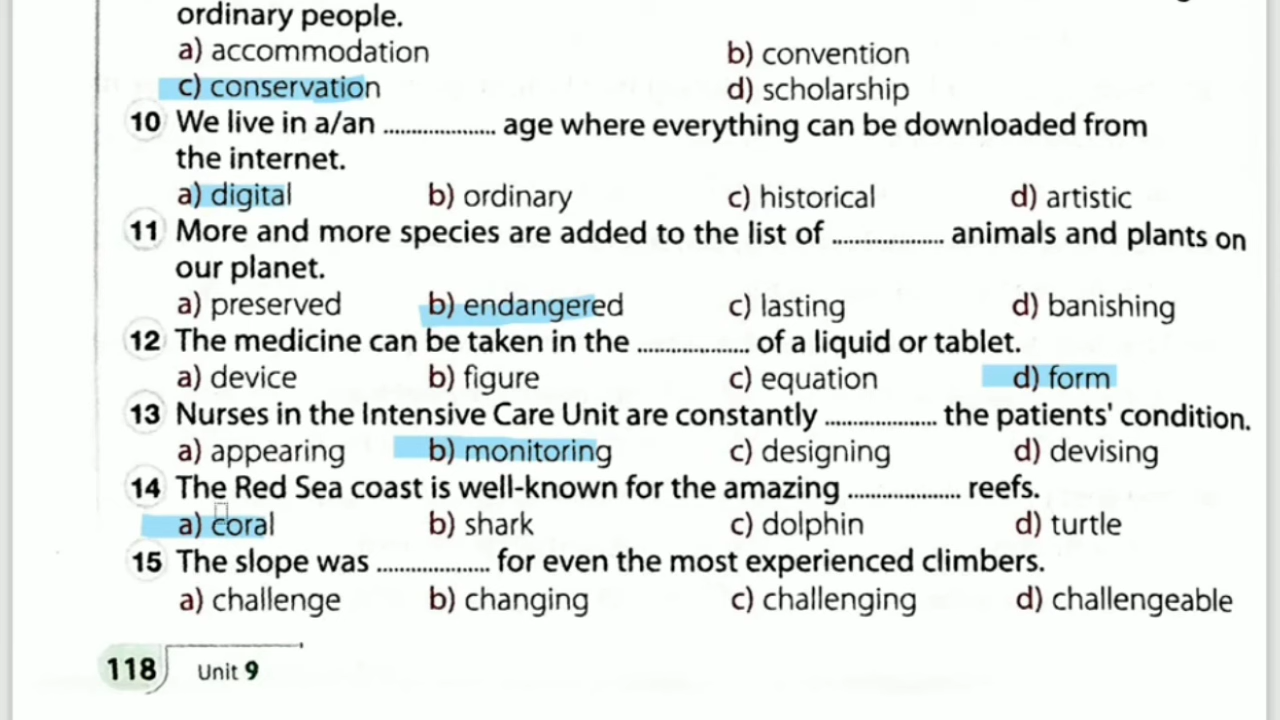 ordinary people.
a) accommodation b) convention
c) conservation d) scholarship
10 We live in a/an .................... age where everything can be downloaded from
the internet.
a) digital b) ordinary c) historical d) artistic
11 More and more species are added to the list of .................... animals and plants on
our planet.
a) preserved b) endangered c) lasting d) banishing
12 The medicine can be taken in the .................... of a liquid or tablet.
a) device b) figure c) equation d) form
13 Nurses in the Intensive Care Unit are constantly .................... the patients' condition.
a) appearing b) monitoring c) designing d) devising
14 The Red Sea coast is well-known for the amazing .................... reefs.
a) coral b) shark c) dolphin d) turtle
15 The slope was .................... for even the most experienced climbers.
a) challenge b) changing c) challenging d) challengeable
118 Unit 9